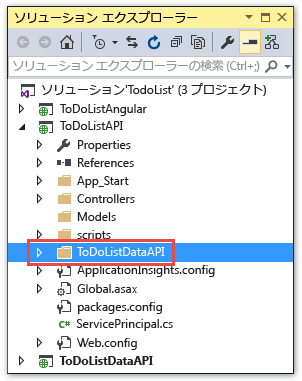 ソリューション エクスプローラー
ソリューション エクスプローラーの検索 (Ctrl+;)
ソリューション'TodoList' (3 プロジェクト)
ToDoListAngular
ToDoListAPI
Properties
References
App_Start
Controllers
Models
scripts
ToDoListDataAPI
ApplicationInsights.config
Global.asax
packages.config
C# ServicePrincipal.cs
Web.config
ToDoListDataAPI